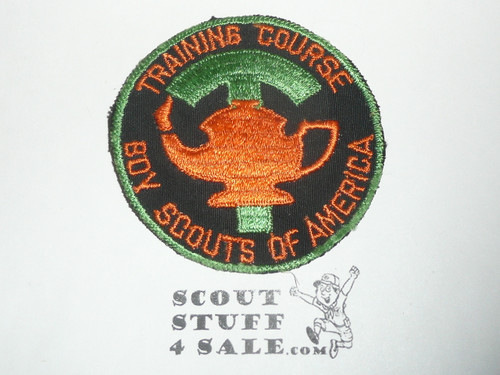 TRAINING COURSE
BOY SCOUTS OF AMERICA
SCOUT
STUFF
4 SALE.COM